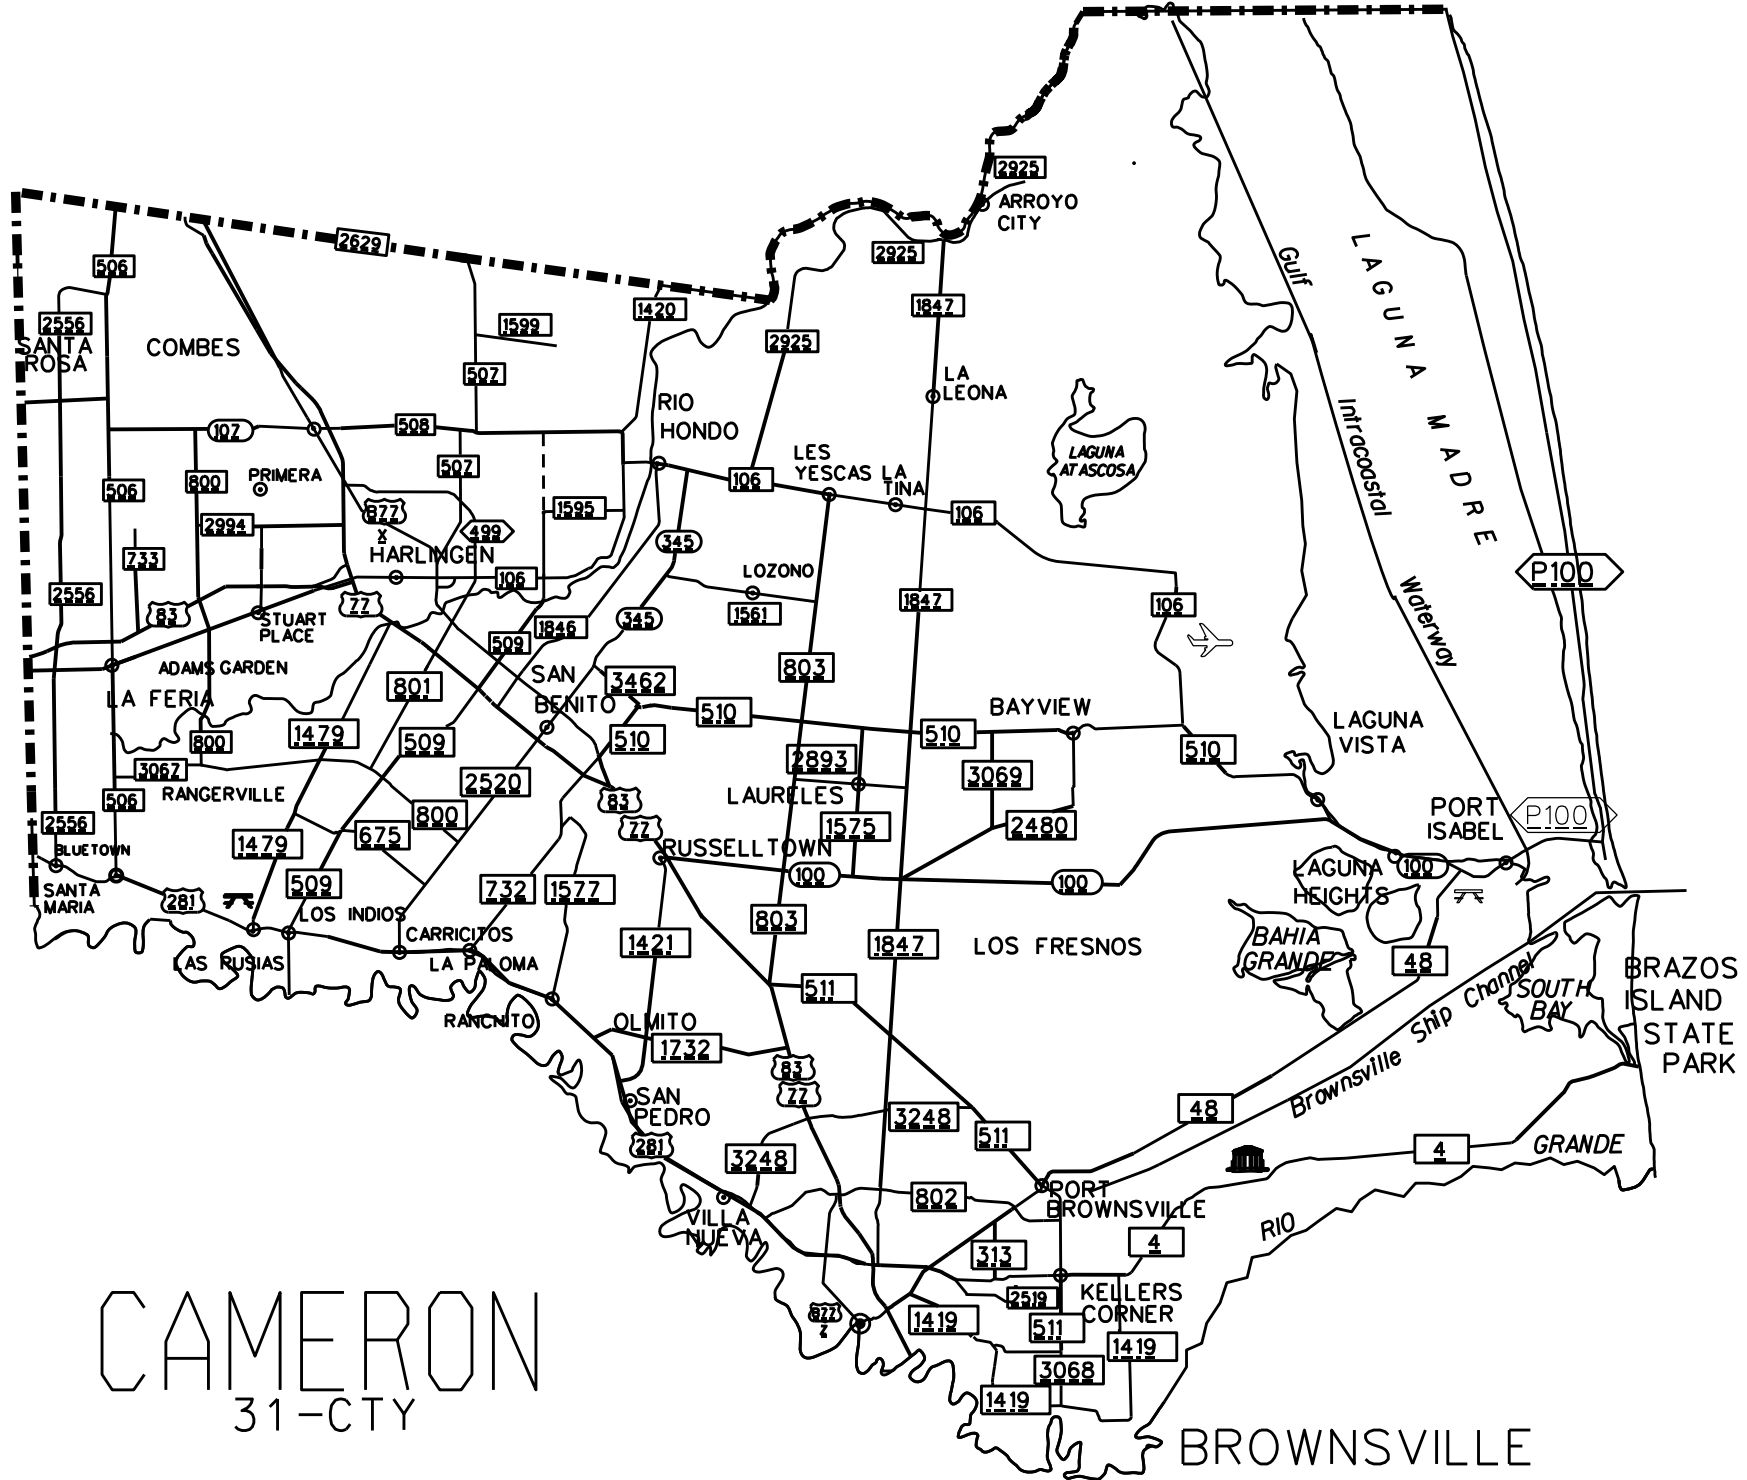 2925
ARROYO
CITY
2629
2925
506
Gulf
LAGUNA MADRE
1420
1847
2556
1599
SANTA
ROSA
COMBES
2925
507
LA
LEONA
RIO
HONDO
Intracoastal
107
508
LES
YESCAS
LA
TINA
LAGUNA
ATASCOSA
507
PRIMERA
800
506
106
1595
106
877
X
2994
499
345
HARLINGEN
733
P100
LOZONO
106
2556
1847
Waterway
77
83
1561
106
STUART
PLACE
345
1846
509
ADAMS GARDEN
803
SAN
BENITO
3462
801
LA FERIA
510
BAYVIEW
LAGUNA
VISTA
1479
509
800
510
510
510
2893
3067
3069
2520
RANGERVILLE
LAURELES
506
83
PORT
ISABEL
P100
2556
800
77
1575
2480
675
BLUETOWN
1479
RUSSELLTOWN
LAGUNA
HEIGHTS
100
100
100
SANTA
MARIA
509
732
1577
281
LOS INDIOS
803
CARRICITOS
1421
1847
LOS FRESNOS
BAHIA
GRANDE
48
LAS RUSIAS
LA PALOMA
511
SOUTH
BAY
BRAZOS
ISLAND
STATE
PARK
Brownsville Ship Channel
RANCHITO
OLMITO
1732
83
77
SAN
PEDRO
3248
48
511
281
3248
4
GRANDE
802
PORT
BROWNSVILLE
VILLA
NUEVA
RIO
313
4
2519
KELLERS
CORNER
877
Z
1419
511
1419
3068
1419
CAMERON
31-CTY
BROWNSVILLE